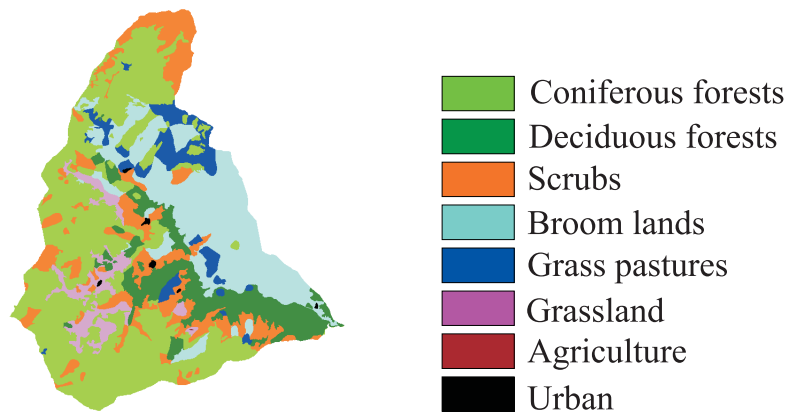 Coniferous forests
Deciduous forests
Scrubs
Broom lands
Grass pastures
Grassland
Agriculture
Urban